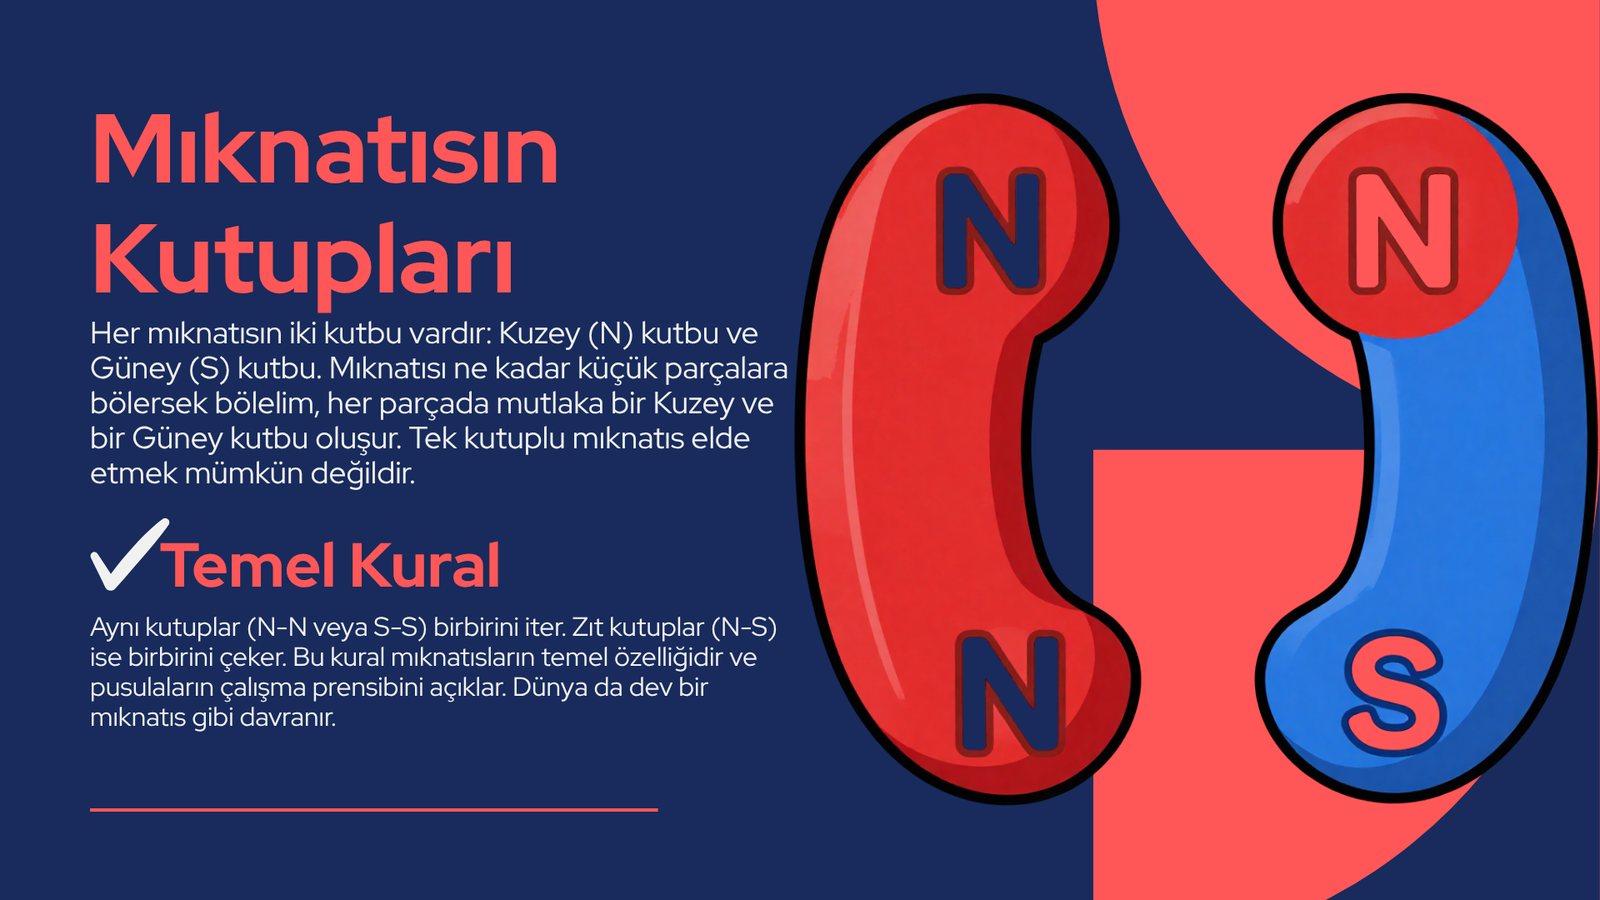 Mıknatısın
Kutupları
Her mıknatısın iki kutbu vardır: Kuzey (N) kutbu ve
Güney (S) kutbu. Mıknatısı ne kadar küçük parçalara
bölersek bölelim, her parçada mutlaka bir Kuzey ve
bir Güney kutbu oluşur. Tek kutuplu mıknatıs elde
etmek mümkün değildir.
Temel Kural
Aynı kutuplar (N-N veya S-S) birbirini iter. Zıt kutuplar (N-S)
ise birbirini çeker. Bu kural mıknatısların temel özelliğidir ve
pusulaların çalışma prensibini açıklar. Dünya da dev bir
mıknatıs gibi davranır.
N
N
N
S